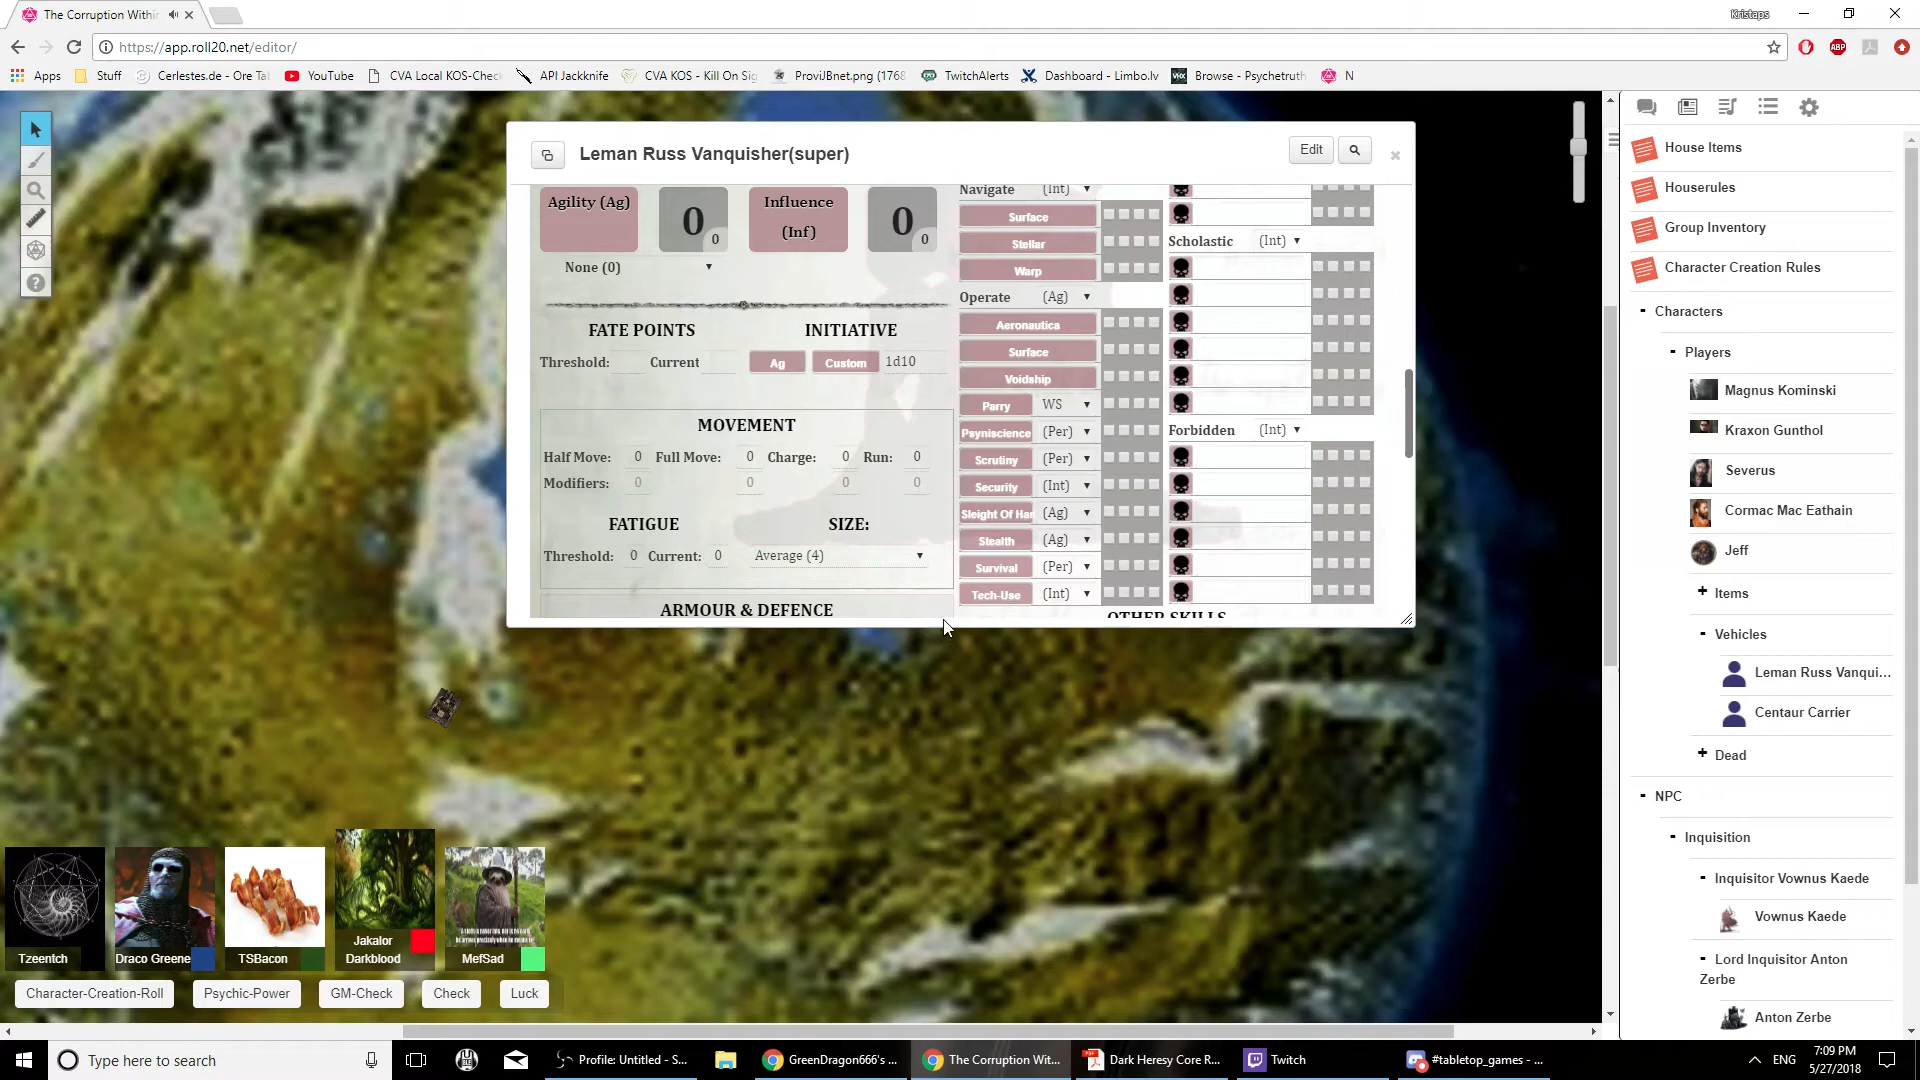 The Corruption Within
Kristaps
https://app.roll20.net/editor/
Apps
Stuff
Cerlestes.de - Ore Ta
YouTube
CVA Local KOS-Chec
API Jackknife
CVA KOS - Kill On Sig
ProviJBnet.png (1768
TwitchAlerts
Dashboard - Limbo.lv
Browse - Psychetruth
N
Leman Russ Vanquisher(super)
Edit
Agility (Ag)
0
0
Influence
(Inf)
0
0
None (0)
FATE POINTS
INITIATIVE
Threshold:
Current
Ag
Custom
1d10
MOVEMENT
Half Move: 0 Full Move: 0 Charge: 0 Run: 0
Modifiers: 0 0 0 0
FATIGUE
SIZE:
Threshold: 0 Current: 0
Average (4)
ARMOUR & DEFENCE
Navigate (Int)
Surface
Stellar
Warp
Operate (Ag)
Aeronautica
Surface
Voidship
Parry WS
Psyniscience (Per)
Scrutiny (Per)
Security (Int)
Sleight Of Han (Ag)
Stealth (Ag)
Survival (Per)
Tech-Use (Int)
Scholastic (Int)
Forbidden (Int)
OTHER SKILLS
House Items
Houserules
Group Inventory
Character Creation Rules
Characters
Players
Magnus Kominski
Kraxon Gunthol
Severus
Cormac Mac Eathain
Jeff
Items
Vehicles
Leman Russ Vanqui...
Centaur Carrier
Dead
NPC
Inquisition
Inquisitor Vownus Kaede
Vownus Kaede
Lord Inquisitor Anton
Zerbe
Anton Zerbe
Tzeentch
Draco Greene
TSBacon
Jakalor
Darkblood
MefSad
Character-Creation-Roll
Psychic-Power
GM-Check
Check
Luck
Type here to search
Profile: Untitled - S...
GreenDragon666's ...
The Corruption Wit...
Dark Heresy Core R...
Twitch
#tabletop_games - ...
ENG
7:09 PM
5/27/2018